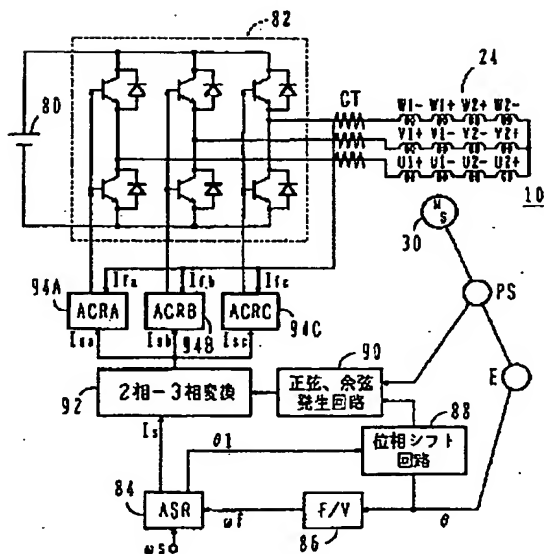 82
24
80
CT
W1- W1+ W2+ W2-
V1+ V1- V2- V2+
U1+ U1- U2- U2+
10
30
PS
94A
Ifa
Ifb
Ifc
ACRA
ACRB
ACRC
94B
94C
Isa
Isb
Isc
90
E
92
2相-3相変換
正弦、余弦
発生回路
88
Is
θ1
位相シフト
回路
84
ASR
ωf
F/V
86
θ
ωs